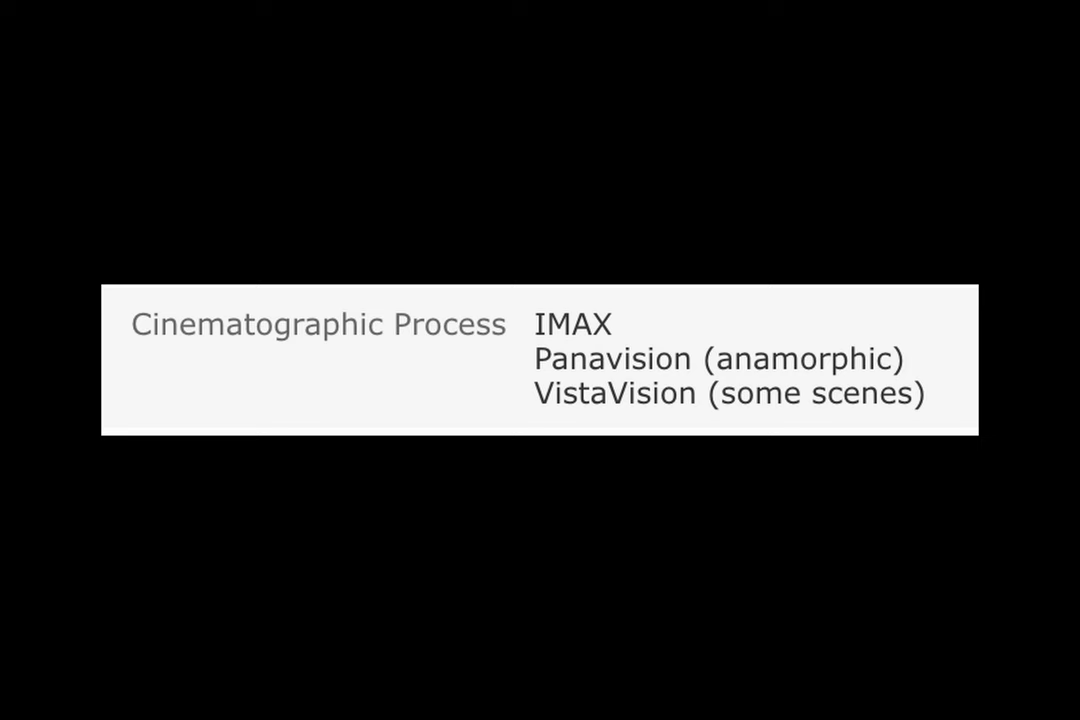 Cinematographic Process IMAX
Panavision (anamorphic)
VistaVision (some scenes)